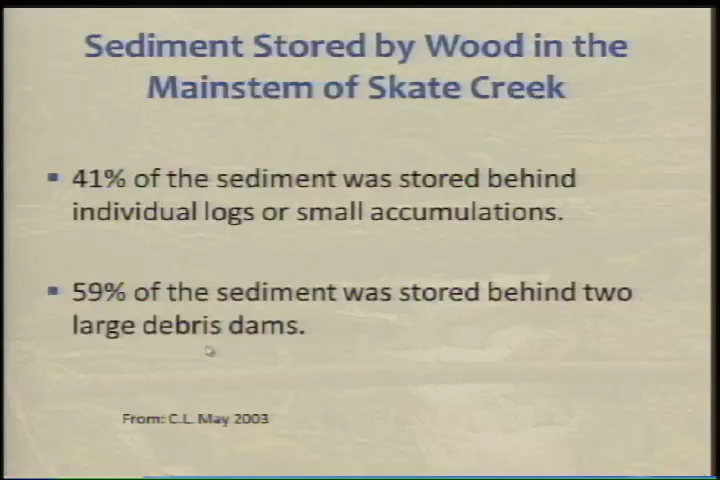 Sediment Stored by Wood in the
Mainstem of Skate Creek
▪ 41% of the sediment was stored behind
individual logs or small accumulations.
▪ 59% of the sediment was stored behind two
large debris dams.
From: C.L. May 2003